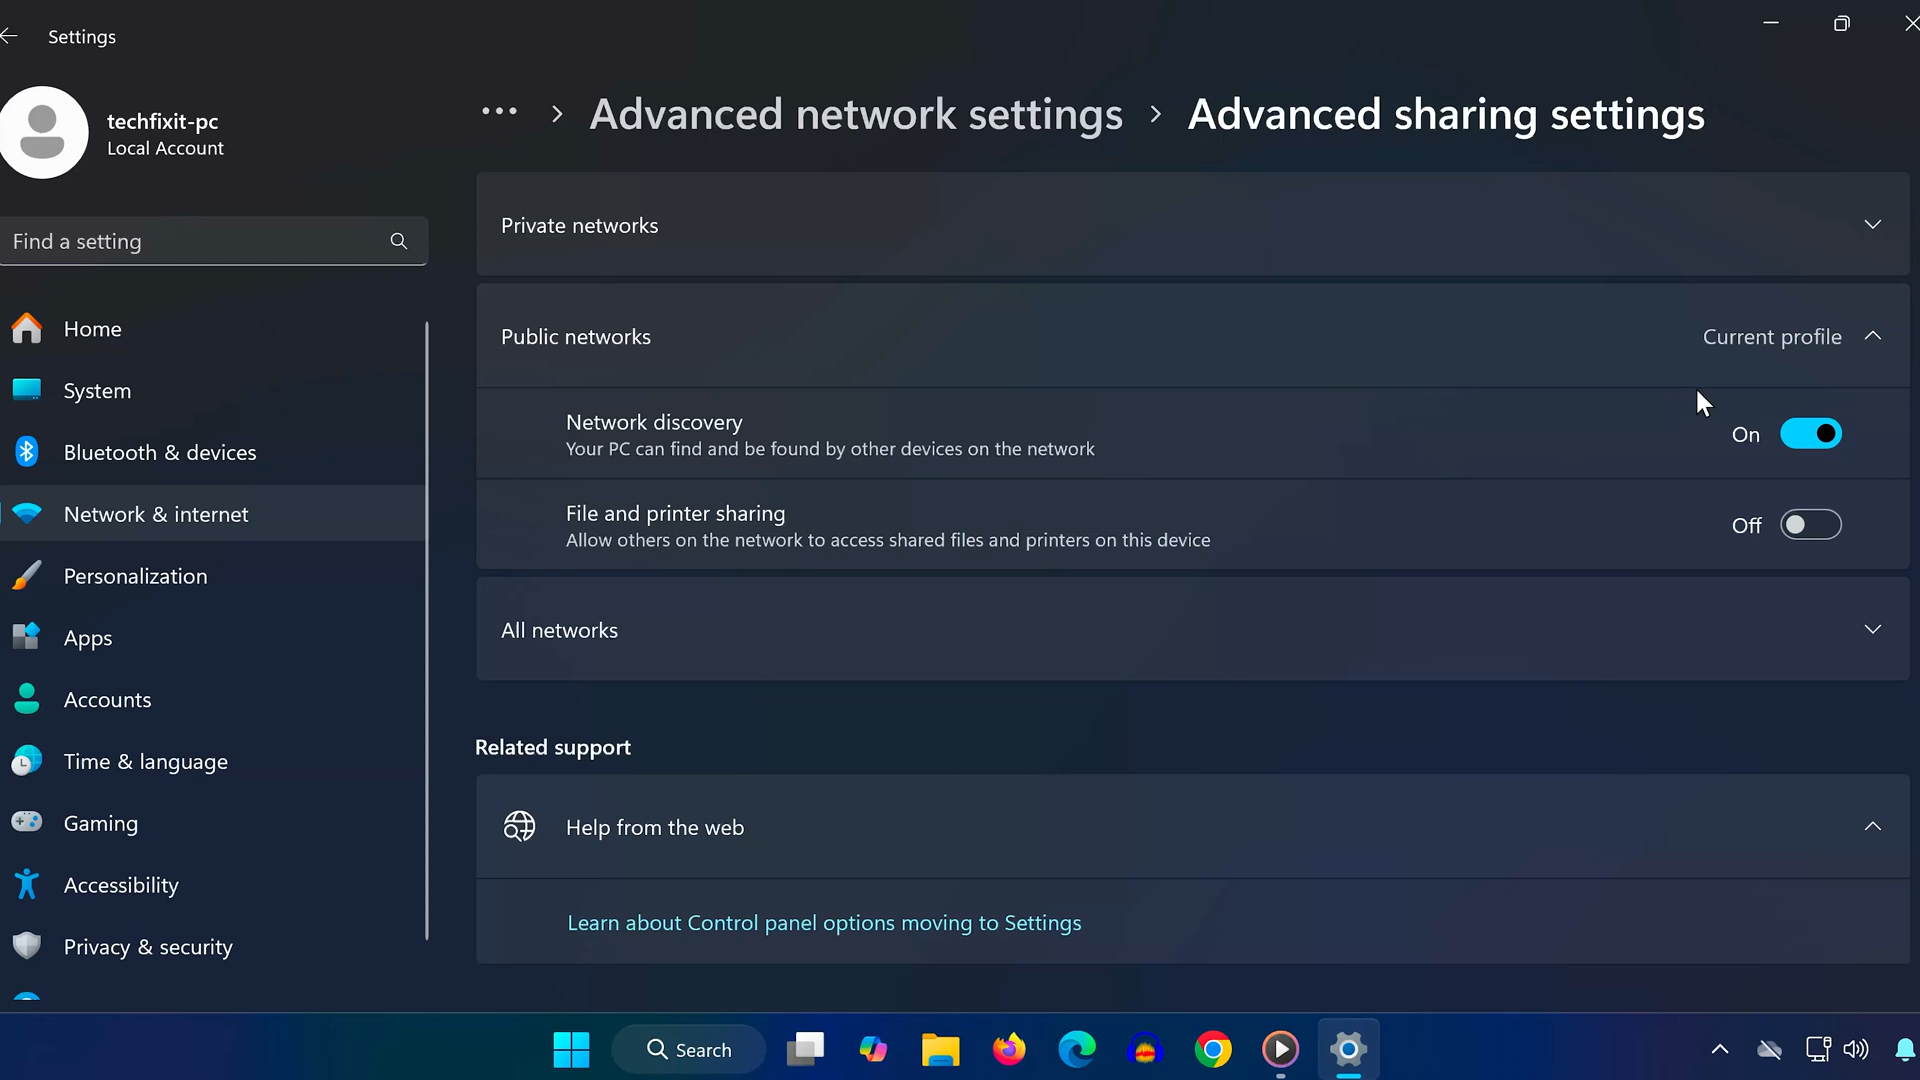 Settings
techfixit-pc
Local Account
Find a setting
Home
System
Bluetooth & devices
Network & internet
Personalization
Apps
Accounts
Time & language
Gaming
Accessibility
Privacy & security
... > Advanced network settings > Advanced sharing settings
Private networks
Public networks Current profile
Network discovery
Your PC can find and be found by other devices on the network
On
File and printer sharing
Allow others on the network to access shared files and printers on this device
Off
All networks
Related support
Help from the web
Learn about Control panel options moving to Settings
Search